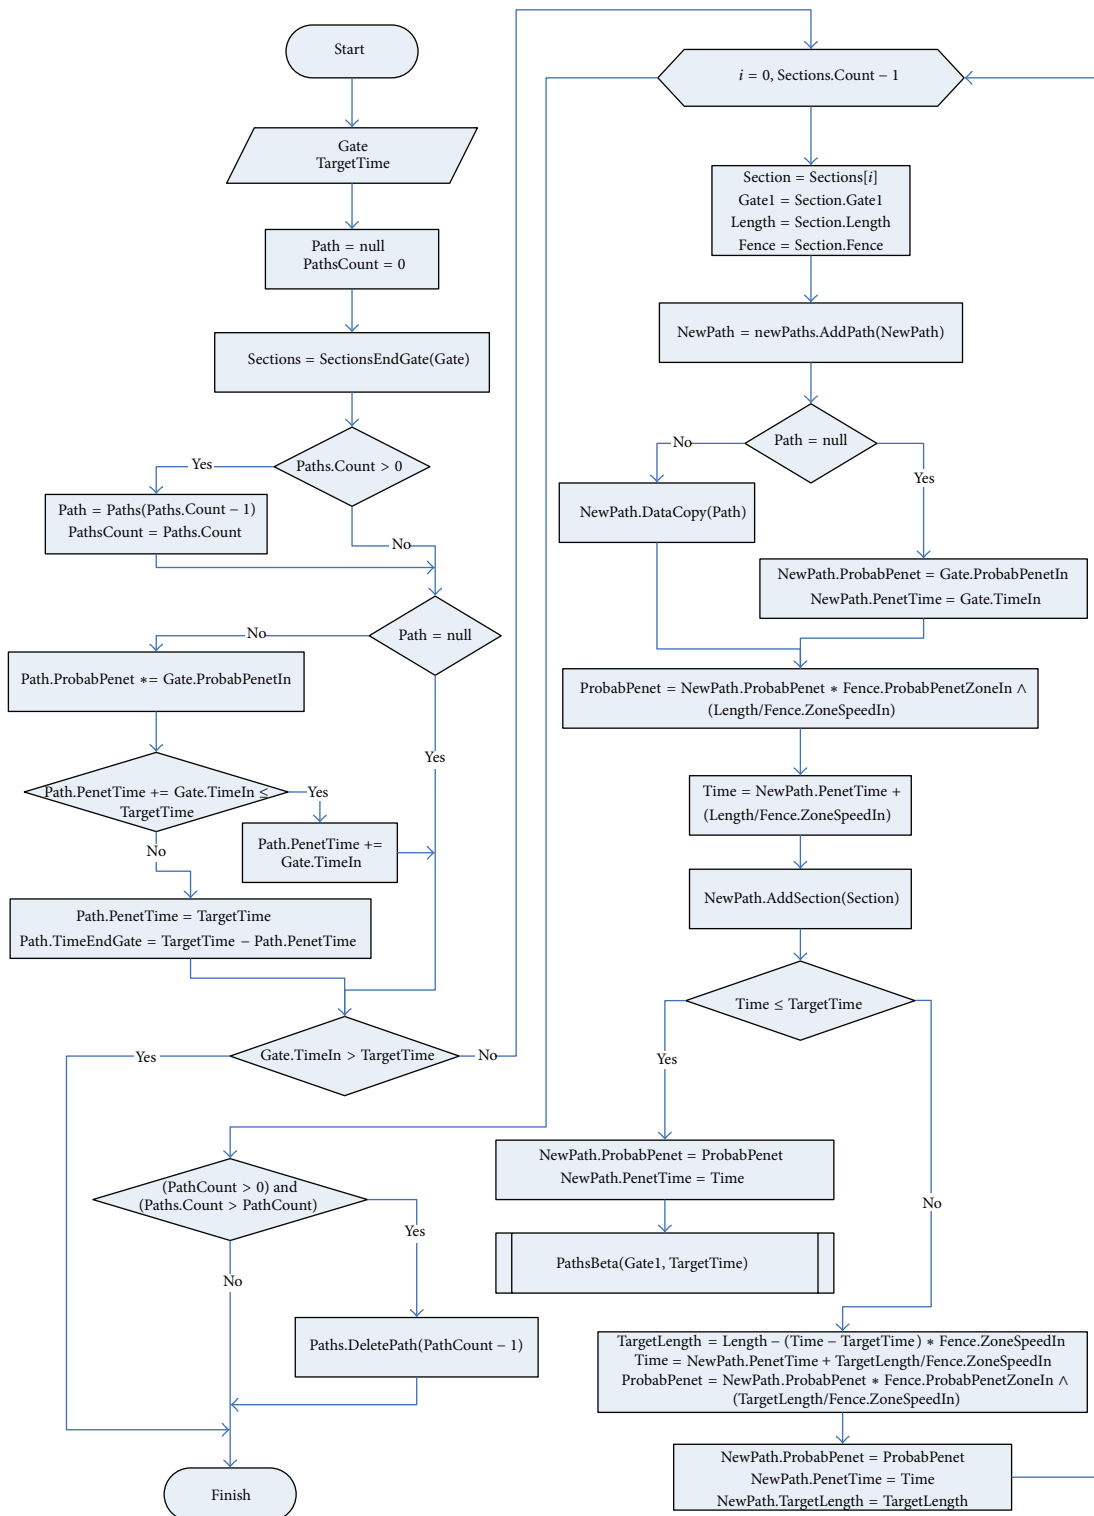 Start
Gate
TargetTime
Path = null
PathsCount = 0
Sections = SectionsEndGate(Gate)
Paths.Count > 0
Yes
No
Path = Paths(Paths.Count − 1)
PathsCount = Paths.Count
Path = null
No
Yes
Path.ProbabPenet *= Gate.ProbabPenetIn
Path.PenetTime += Gate.TimeIn ≤
TargetTime
Yes
No
Path.PenetTime +=
Gate.TimeIn
Path.PenetTime = TargetTime
Path.TimeEndGate = TargetTime − Path.PenetTime
Gate.TimeIn > TargetTime
Yes
No
(PathCount > 0) and
(Paths.Count > PathCount)
Yes
No
Paths.DeletePath(PathCount − 1)
Finish
i = 0, Sections.Count − 1
Section = Sections[i]
Gate1 = Section.Gate1
Length = Section.Length
Fence = Section.Fence
NewPath = newPaths.AddPath(NewPath)
Path = null
No
Yes
NewPath.DataCopy(Path)
NewPath.ProbabPenet = Gate.ProbabPenetIn
NewPath.PenetTime = Gate.TimeIn
ProbabPenet = NewPath.ProbabPenet * Fence.ProbabPenetZoneIn ∧
(Length/Fence.ZoneSpeedIn)
Time = NewPath.PenetTime +
(Length/Fence.ZoneSpeedIn)
NewPath.AddSection(Section)
Time ≤ TargetTime
Yes
No
NewPath.ProbabPenet = ProbabPenet
NewPath.PenetTime = Time
PathsBeta(Gate1, TargetTime)
TargetLength = Length − (Time − TargetTime) * Fence.ZoneSpeedIn
Time = NewPath.PenetTime + TargetLength/Fence.ZoneSpeedIn
ProbabPenet = NewPath.ProbabPenet * Fence.ProbabPenetZoneIn ∧
(TargetLength/Fence.ZoneSpeedIn)
NewPath.ProbabPenet = ProbabPenet
NewPath.PenetTime = Time
NewPath.TargetLength = TargetLength